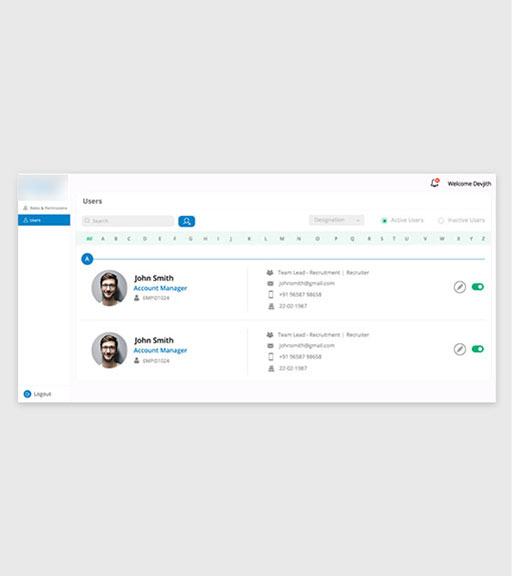 Welcome Devjith
Roles & Permissions
Users
Users
Search
Designation
Active Users
Inactive Users
All A B C D E F G H I J K L M N O P Q R S T U V W X Y Z
A
John Smith
Account Manager
EMPID1024
Team Lead - Recruitment | Recruiter
johnsmith@gmail.com
+91 96587 98658
22-02-1987
John Smith
Account Manager
EMPID1024
Team Lead - Recruitment | Recruiter
johnsmith@gmail.com
+91 96587 98658
22-02-1987
Logout